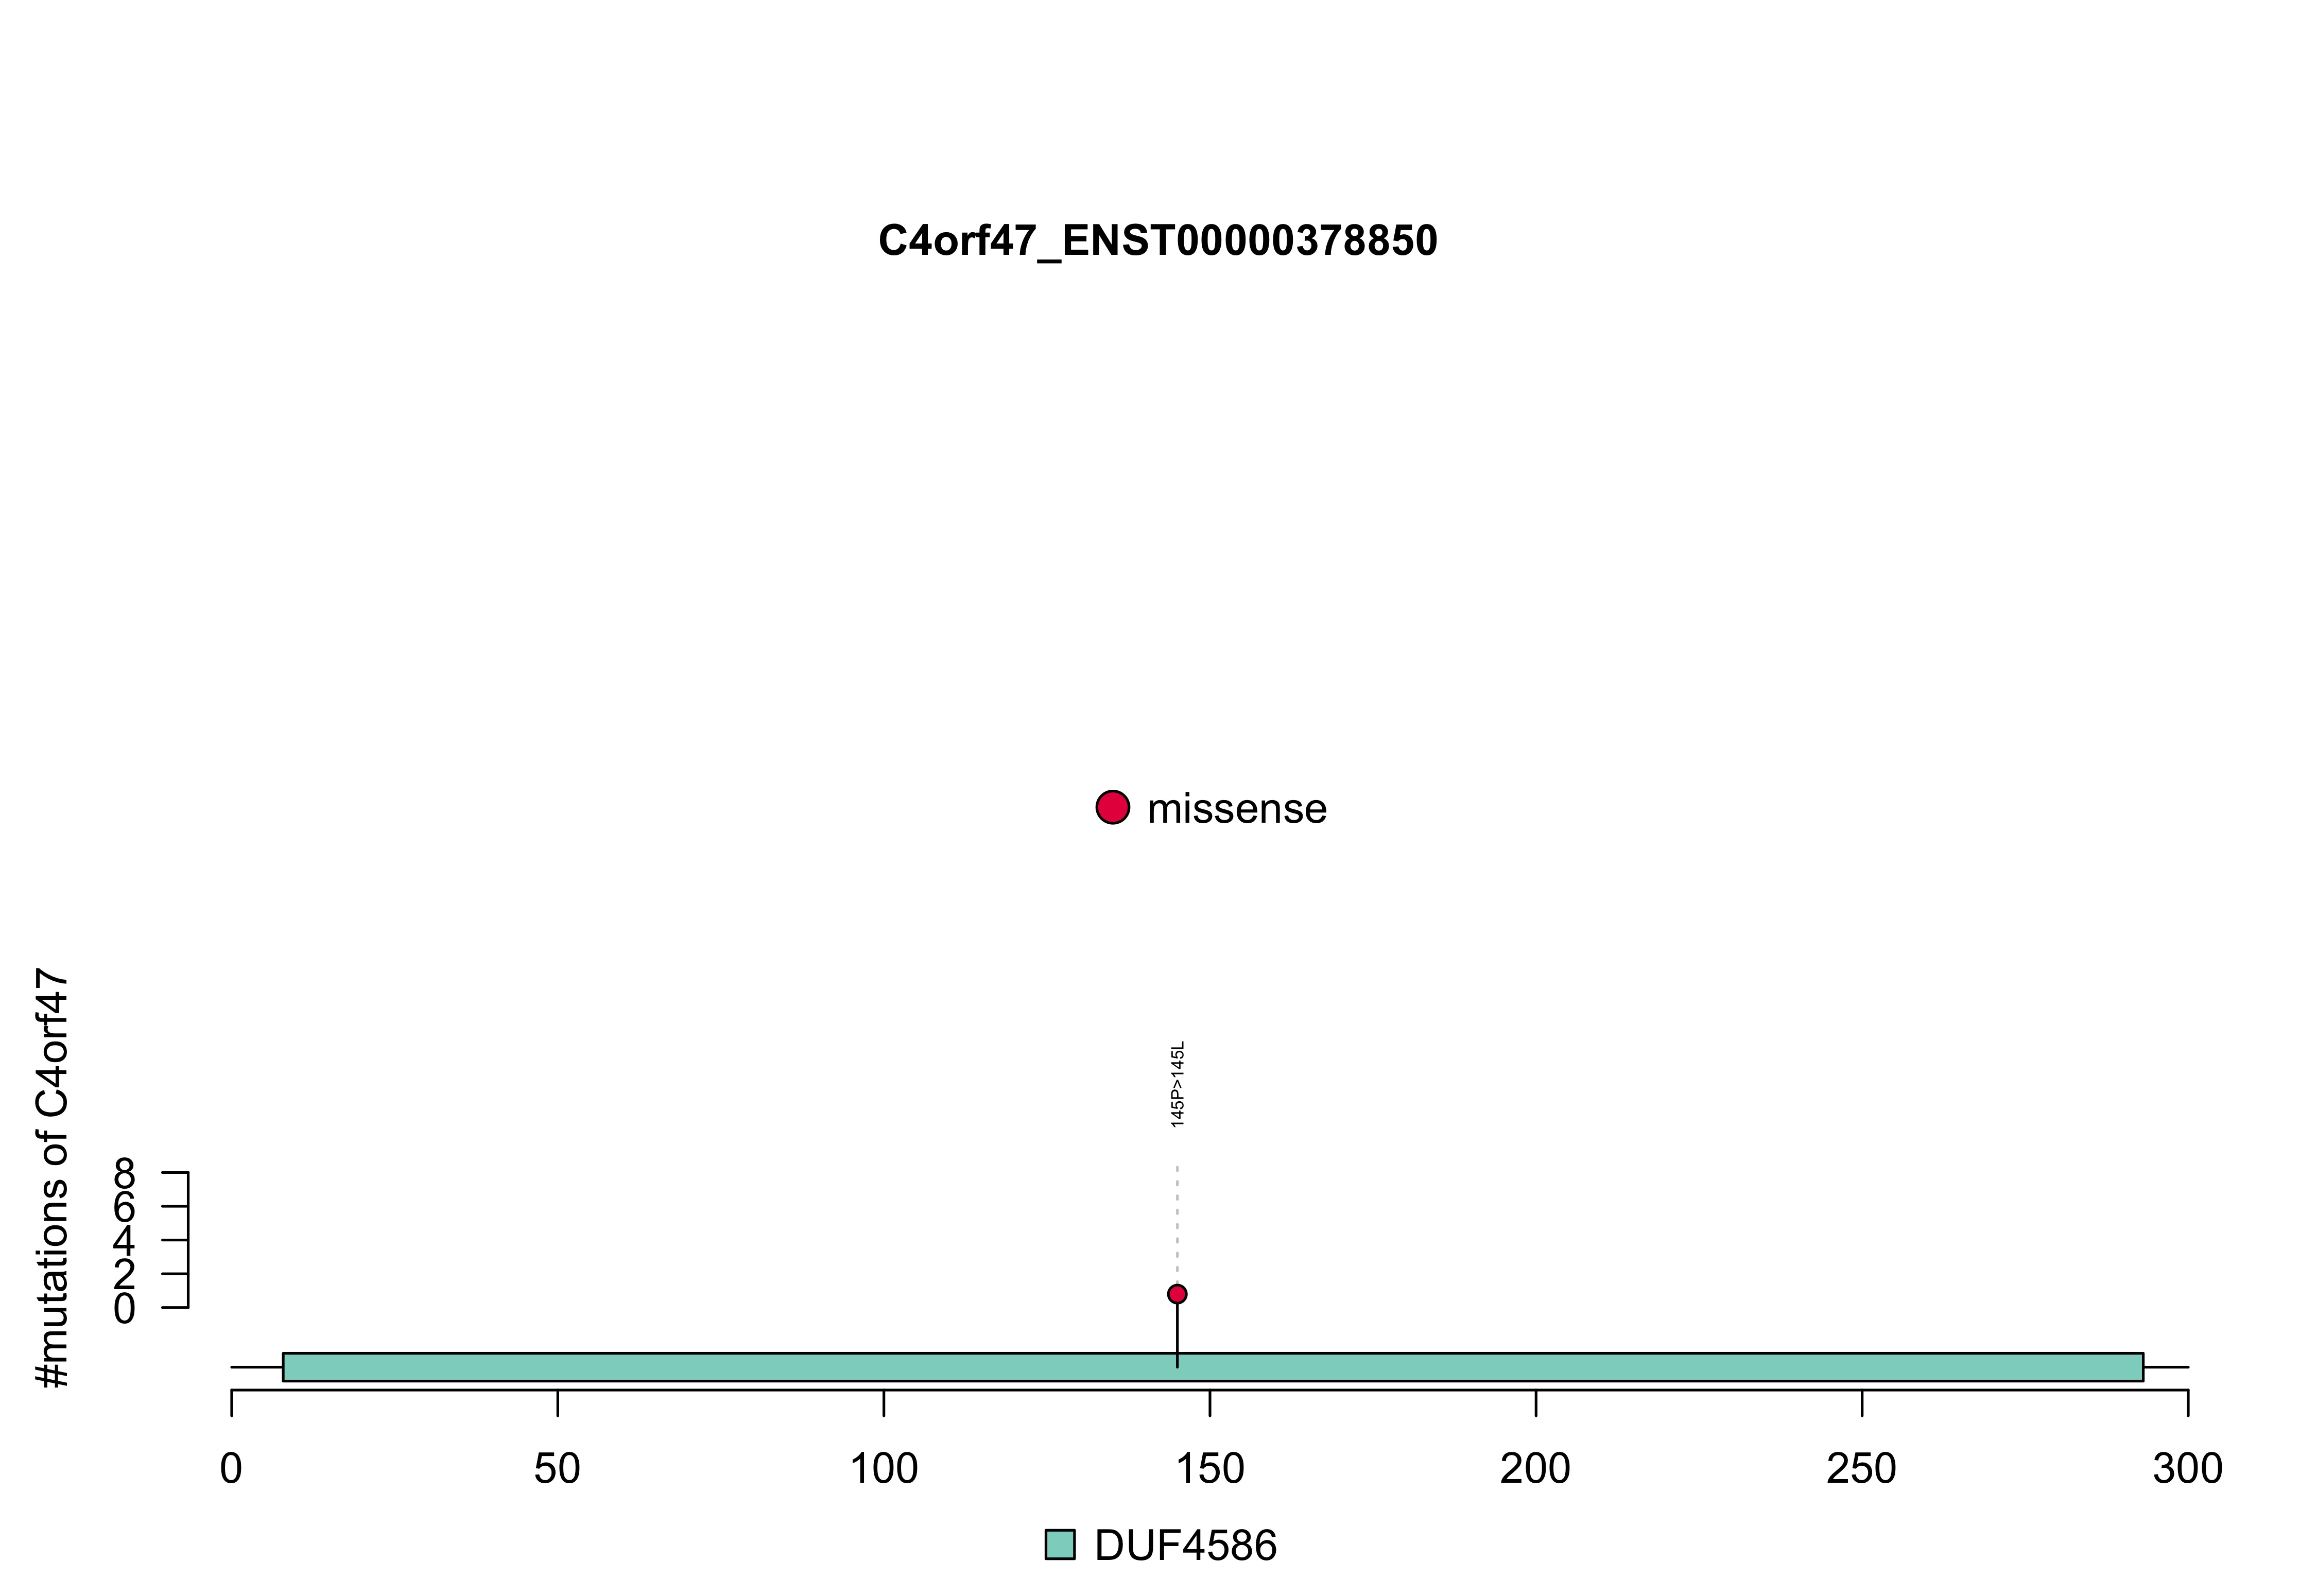 C4orf47_ENST00000378850
missense
#mutations of C4orf47
145P>145L
8
6
4
2
0
0 50 100 150 200 250 300
DUF4586